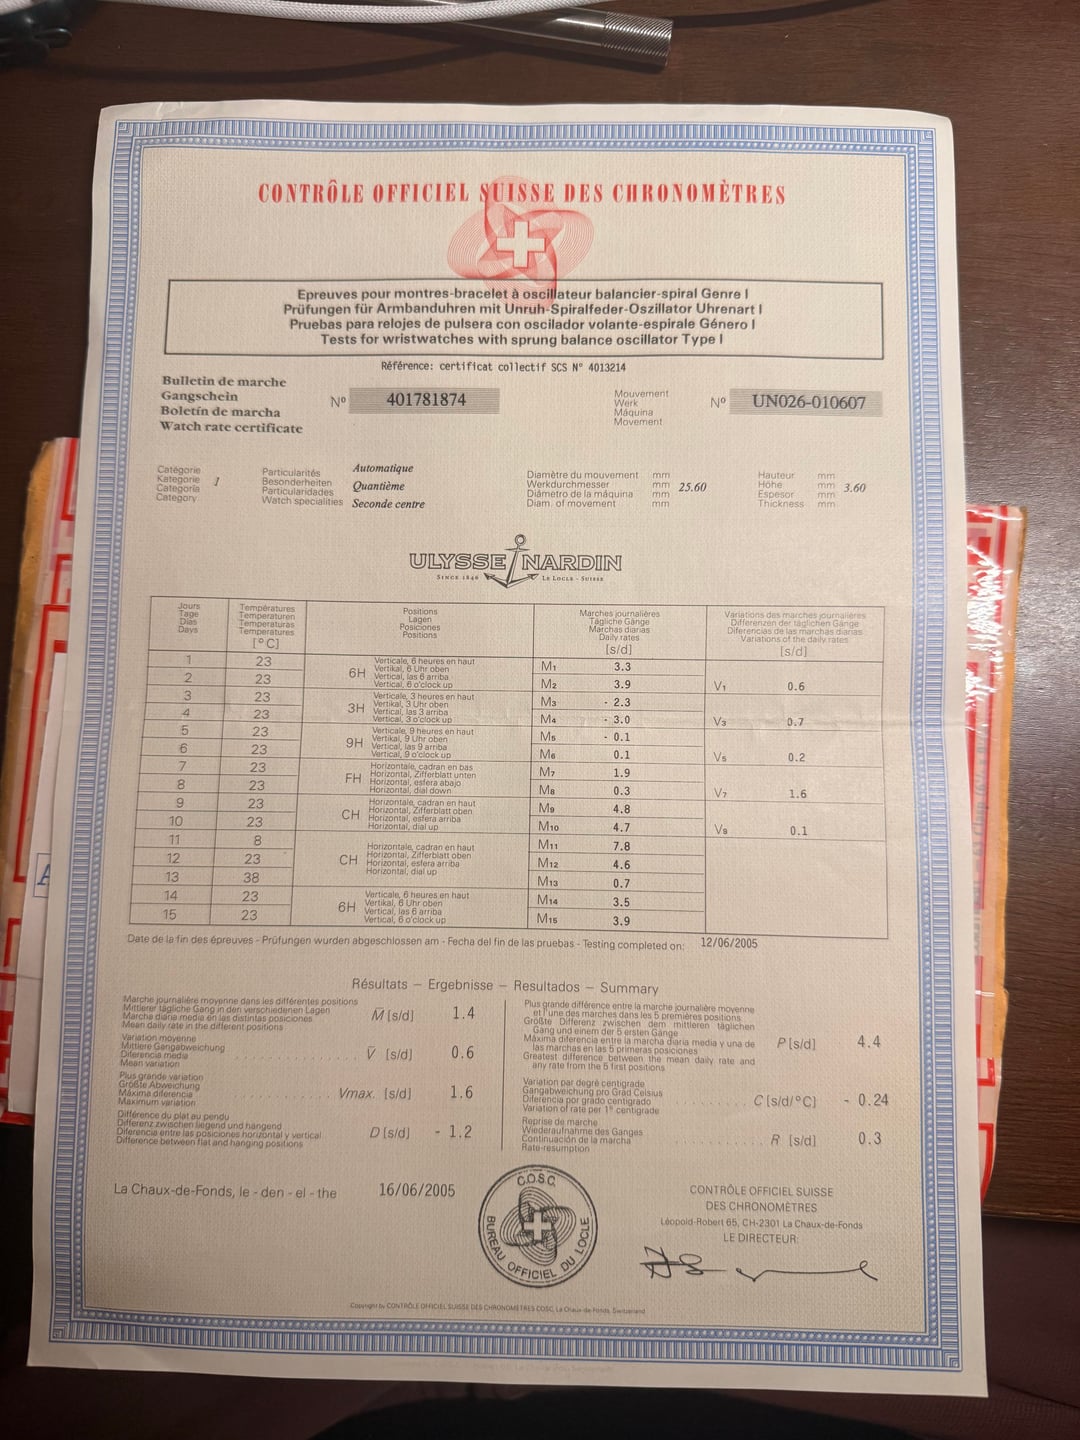 CONTRÔLE OFFICIEL SUISSE DES CHRONOMÈTRES
Epreuves pour montres-bracelet à oscillateur balancier-spiral Genre I
Prüfungen für Armbanduhren mit Unruh-Spiralfeder-Oszillator Uhrenart I
Pruebas para relojes de pulsera con oscilador volante-espirale Género I
Tests for wristwatches with sprung balance oscillator Type I
Référence: certificat collectif SCS N° 4013214
Bulletin de marche
Gangschein
Boletín de marcha
Watch rate certificate
N° 401781874
Mouvement
Werk
Máquina
Movement
N° UN026-010607
Catégorie
Kategorie
Categoría
Category
1
Particularités
Besonderheiten
Particularidades
Watch specialities
Automatique
Quantième
Seconde centre
Diamètre du mouvement mm
Werkdurchmesser mm
Diámetro de la máquina mm
Diam. of movement mm
25.60
Hauteur mm
Höhe mm
Espesor mm
Thickness mm
3.60
ULYSSE NARDIN
SINCE 1846 LE LOCLE - SUISSE
Jours
Tage
Días
Days
Températures
Temperaturen
Temperaturas
Temperatures
[°C]
Positions
Lagen
Posiciones
Positions
Marches journalières
Tägliche Gänge
Marchas diarias
Daily rates
[s/d]
Variations des marches journalières
Differenzen der täglichen Gänge
Diferencias de las marchas diarias
Variations of the daily rates
[s/d]
1 23 M1 3.3
2 23 M2 3.9 V1 0.6
6H
Verticale, 6 heures en haut
Vertikal, 6 Uhr oben
Vertical, las 6 arriba
Vertical, 6 o'clock up
3 23 M3 - 2.3
4 23 M4 - 3.0 V3 0.7
3H
Verticale, 3 heures en haut
Vertikal, 3 Uhr oben
Vertical, las 3 arriba
Vertical, 3 o'clock up
5 23 M5 - 0.1
6 23 M6 0.1 V5 0.2
9H
Verticale, 9 heures en haut
Vertikal, 9 Uhr oben
Vertical, las 9 arriba
Vertical, 9 o'clock up
7 23 M7 1.9
8 23 M8 0.3 V7 1.6
FH
Horizontale, cadran en bas
Horizontal, Zifferblatt unten
Horizontal, esfera abajo
Horizontal, dial down
9 23 M9 4.8
10 23 M10 4.7 V9 0.1
CH
Horizontale, cadran en haut
Horizontal, Zifferblatt oben
Horizontal, esfera arriba
Horizontal, dial up
11 8 M11 7.8
12 23 M12 4.6
13 38 M13 0.7
CH
Horizontale, cadran en haut
Horizontal, Zifferblatt oben
Horizontal, esfera arriba
Horizontal, dial up
14 23 M14 3.5
15 23 M15 3.9
6H
Verticale, 6 heures en haut
Vertikal, 6 Uhr oben
Vertical, las 6 arriba
Vertical, 6 o'clock up
Date de la fin des épreuves - Prüfungen wurden abgeschlossen am - Fecha del fin de las pruebas - Testing completed on: 12/06/2005
Résultats – Ergebnisse – Resultados – Summary
Marche journalière moyenne dans les différentes positions
Mittlerer tägliche Gang in den verschiedenen Lagen
Marcha diaria media en las distintas posiciones
Mean daily rate in the different positions
M̄ [s/d] 1.4
Variation moyenne
Mittlere Gangabweichung
Diferencia media
Mean variation
V̄ [s/d] 0.6
Plus grande variation
Größte Abweichung
Máxima diferencia
Maximum variation
Vmax. [s/d] 1.6
Différence du plat au pendu
Differenz zwischen liegend und hängend
Diferencia entre las posiciones horizontal y vertical
Difference between flat and hanging positions
D [s/d] - 1.2
Plus grande différence entre la marche journalière moyenne
et l'une des marches dans les 5 premières positions
Größte Differenz zwischen dem mittleren täglichen
Gang und einem der 5 ersten Gänge
Máxima diferencia entre la marcha diaria media y una de
las marchas en las 5 primeras posiciones
Greatest difference between the mean daily rate and
any rate from the 5 first positions
P [s/d] 4.4
Variation par degré centigrade
Gangabweichung pro Grad Celsius
Diferencia por grado centigrado
Variation of rate per 1° centigrade
C [s/d/°C] - 0.24
Reprise de marche
Wiederaufnahme des Ganges
Continuación de la marcha
Rate-resumption
R [s/d] 0.3
La Chaux-de-Fonds, le - den - el - the 16/06/2005
C.O.S.C.
BUREAU OFFICIEL DU LOCLE
CONTRÔLE OFFICIEL SUISSE
DES CHRONOMÈTRES
Léopold-Robert 65, CH-2301 La Chaux-de-Fonds
LE DIRECTEUR:
Copyright by CONTRÔLE OFFICIEL SUISSE DES CHRONOMETRES COSC, La Chaux-de-Fonds, Switzerland
A